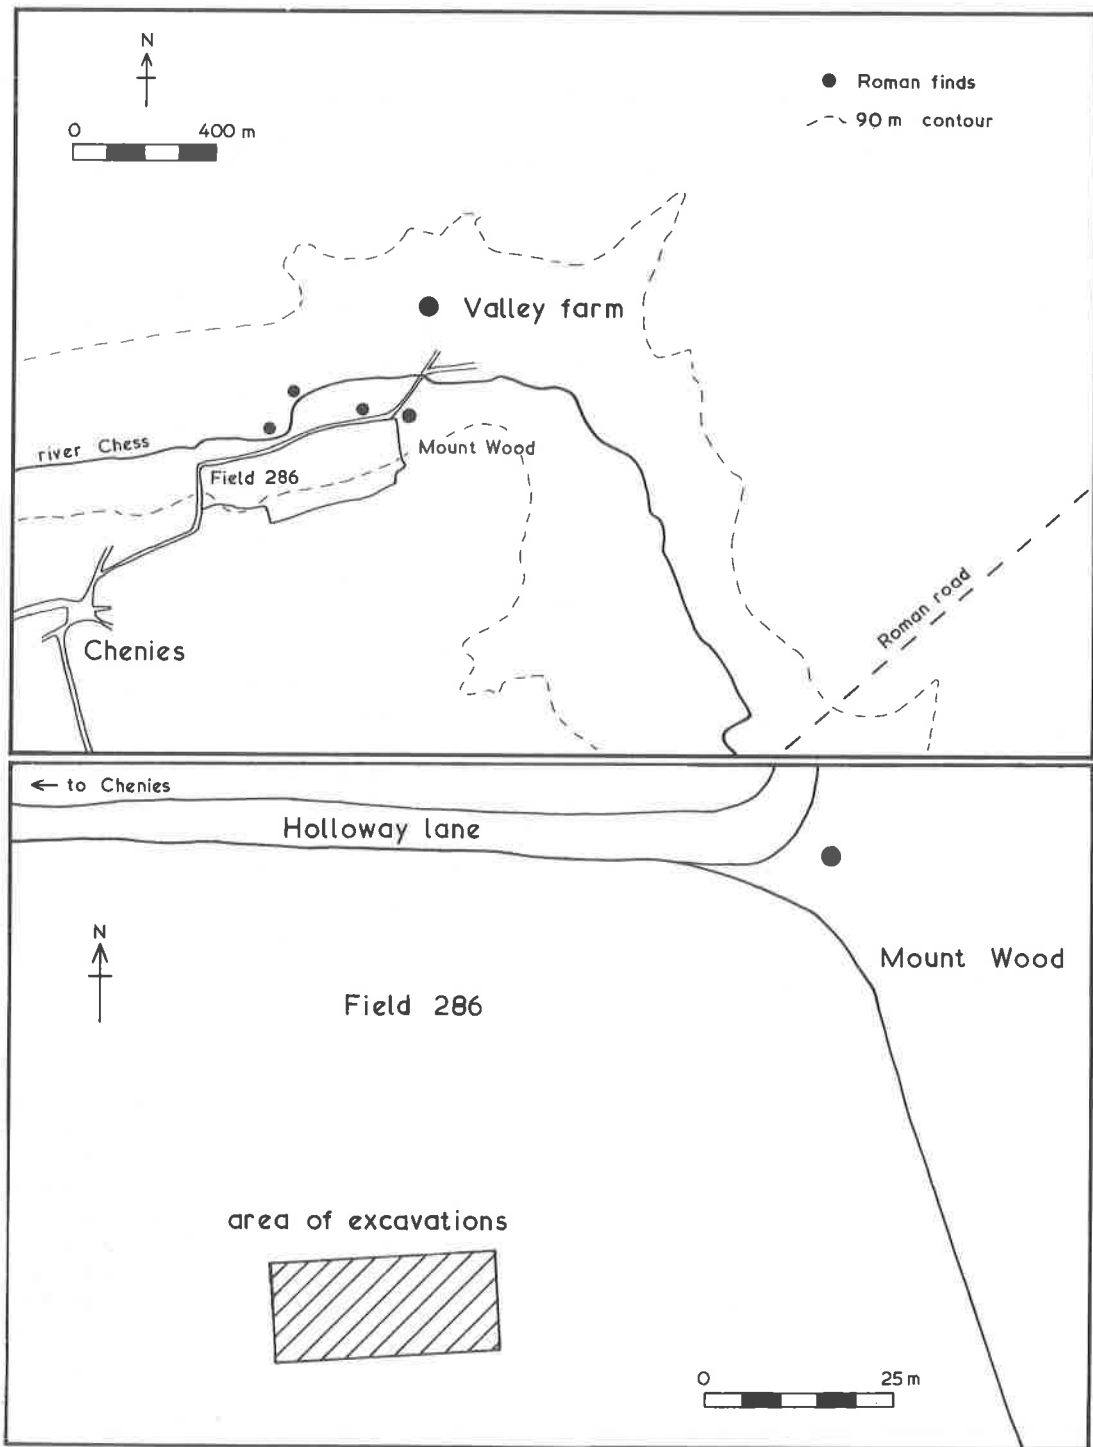 N
0 400 m
Roman finds
90 m contour
Valley farm
river Chess
Mount Wood
Field 286
Roman road
Chenies
← to Chenies
Holloway lane
N
Mount Wood
Field 286
area of excavations
0 25 m